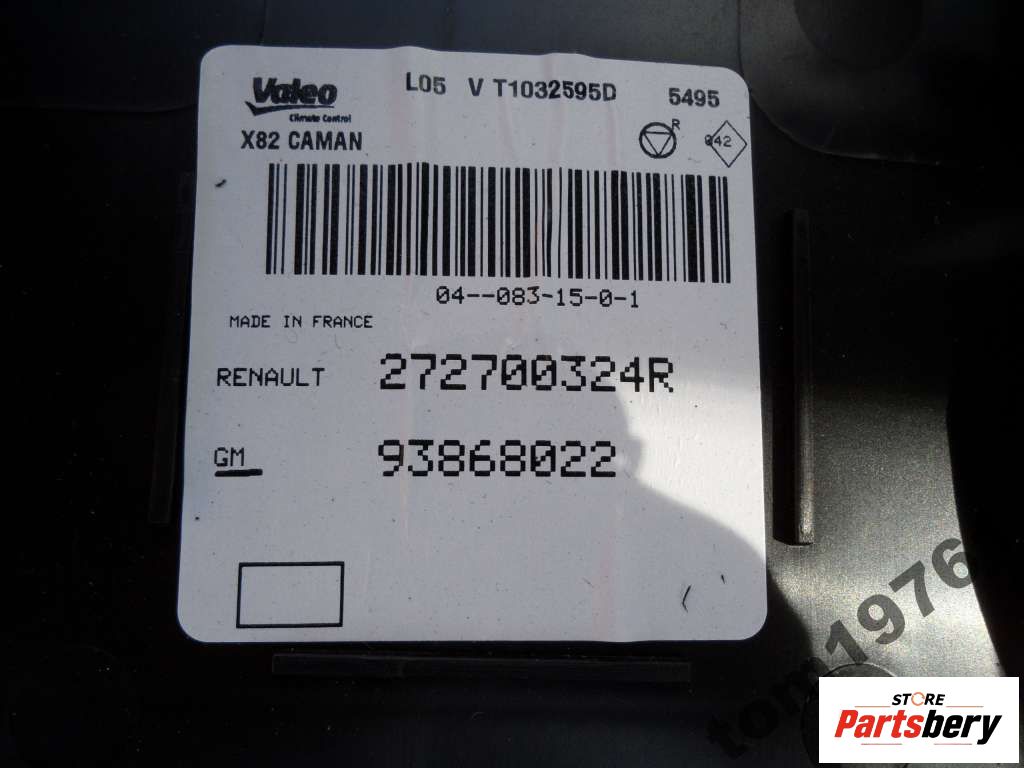 Valeo L05 V T1032595D 5495
Climate Control
X82 CAMAN R 042
04--083-15-0-1
MADE IN FRANCE
RENAULT 272700324R
GM 93868022
tom1976
STORE
Partsbery